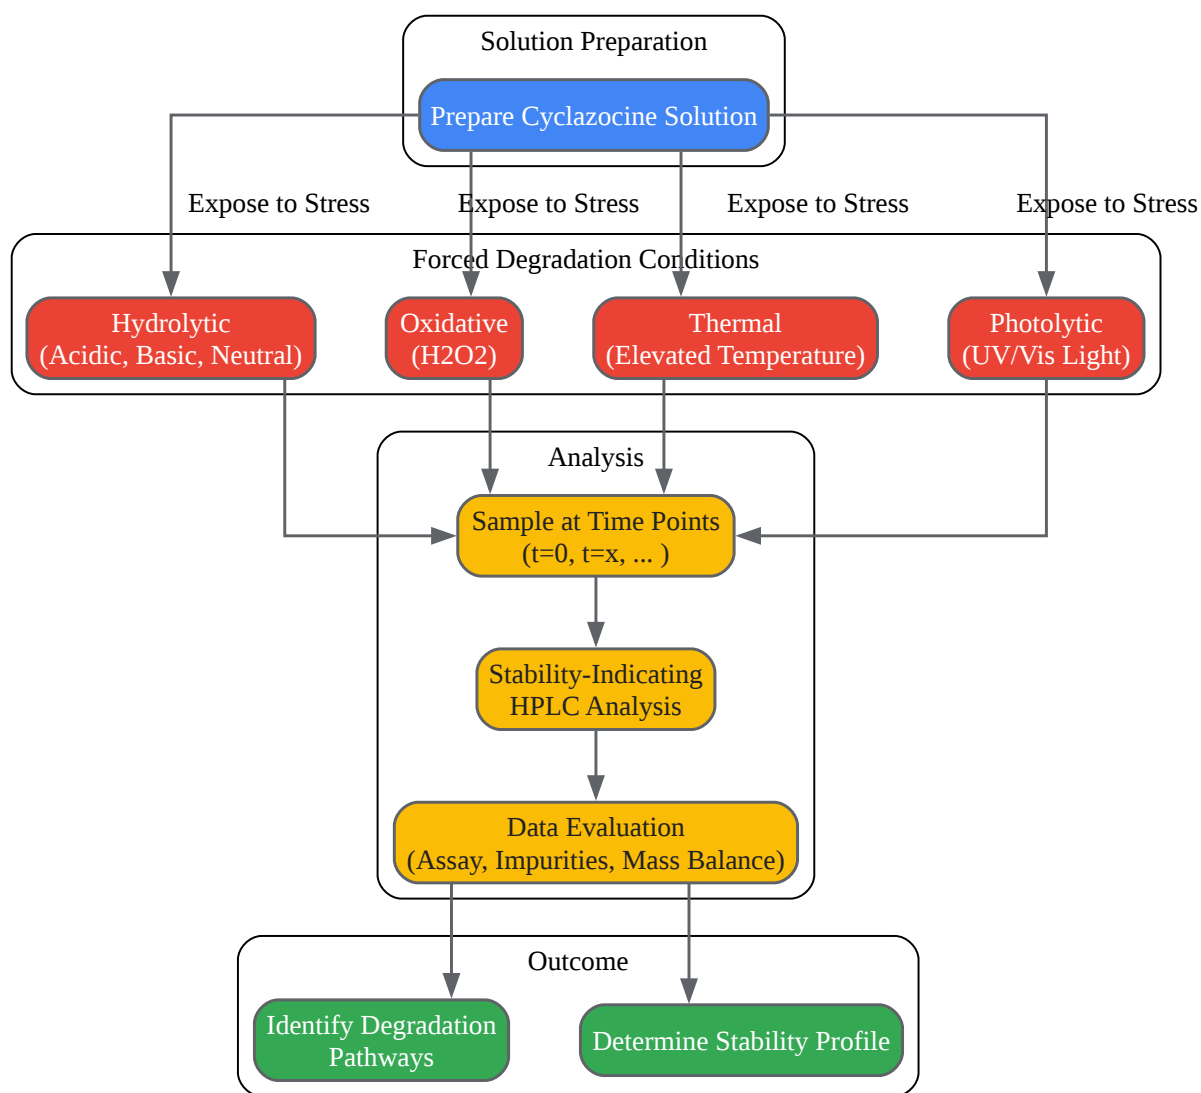 Solution Preparation
Prepare Cyclazocine Solution
Expose to Stress
Expose to Stress
Expose to Stress
Expose to Stress
Forced Degradation Conditions
Hydrolytic
(Acidic, Basic, Neutral)
Oxidative
(H2O2)
Thermal
(Elevated Temperature)
Photolytic
(UV/Vis Light)
Analysis
Sample at Time Points
(t=0, t=x, ... )
Stability-Indicating
HPLC Analysis
Data Evaluation
(Assay, Impurities, Mass Balance)
Outcome
Identify Degradation
Pathways
Determine Stability Profile